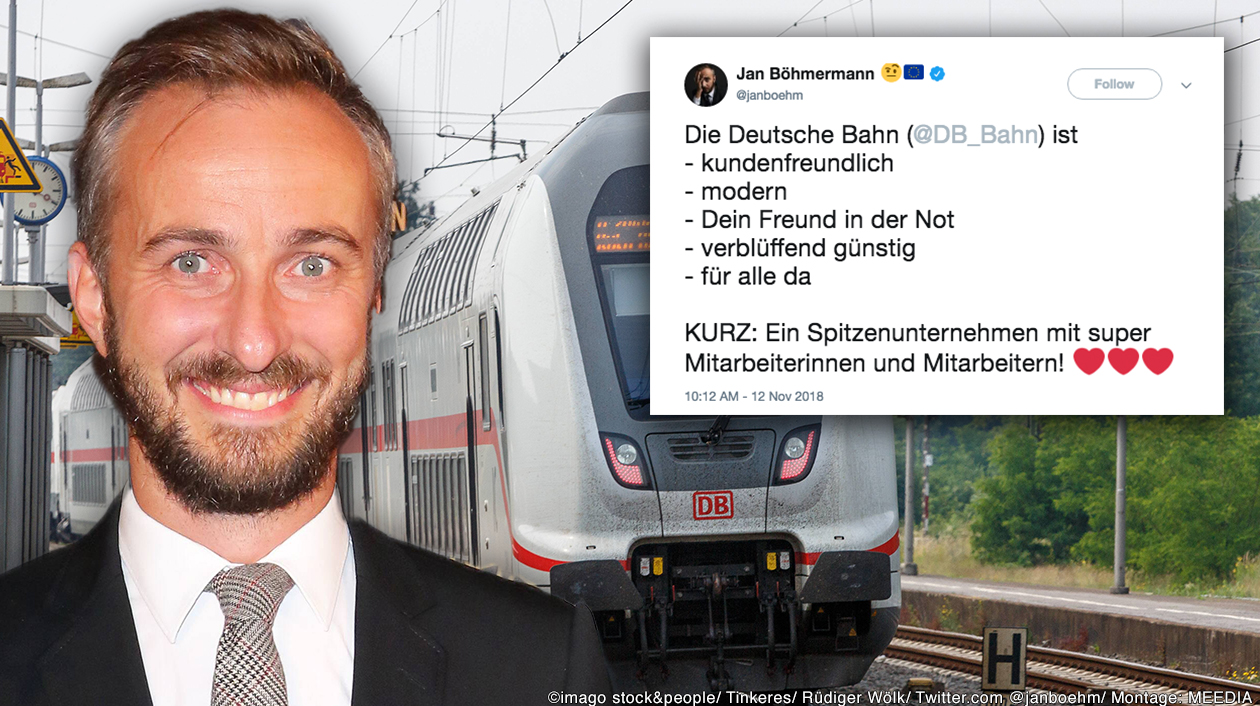 Jan Böhmermann 🤨🇪🇺
@janboehm
Follow
Die Deutsche Bahn (@DB_Bahn) ist
- kundenfreundlich
- modern
- Dein Freund in der Not
- verblüffend günstig
- für alle da
KURZ: Ein Spitzenunternehmen mit super
Mitarbeiterinnen und Mitarbeitern! ❤️❤️❤️
10:12 AM - 12 Nov 2018
DB
H
©imago stock&people/ Tinkeres/ Rüdiger Wölk/ Twitter.com @janboehm/ Montage: MEEDIA